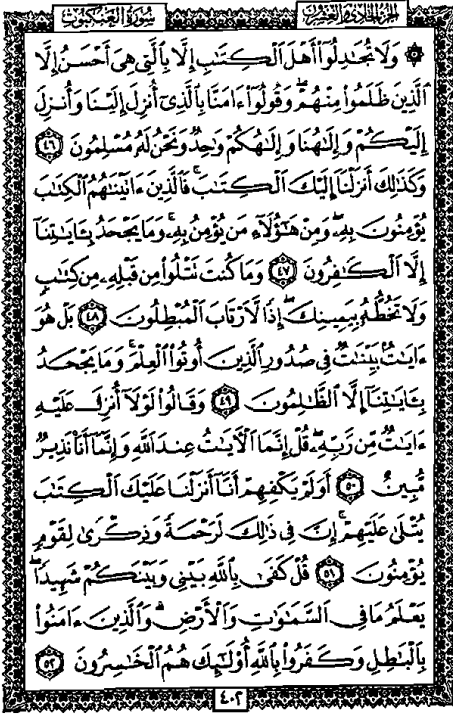 الجزء الحادي والعشرون سورة العنكبوت
۞ وَلَا تُجَٰدِلُوٓا۟ أَهْلَ ٱلْكِتَٰبِ إِلَّا بِٱلَّتِى هِىَ أَحْسَنُ إِلَّا
ٱلَّذِينَ ظَلَمُوا۟ مِنْهُمْ ۖ وَقُولُوٓا۟ ءَامَنَّا بِٱلَّذِىٓ أُنزِلَ إِلَيْنَا وَأُنزِلَ
إِلَيْكُمْ وَإِلَٰهُنَا وَإِلَٰهُكُمْ وَٰحِدٌ وَنَحْنُ لَهُۥ مُسْلِمُونَ ٤٦
وَكَذَٰلِكَ أَنزَلْنَآ إِلَيْكَ ٱلْكِتَٰبَ ۚ فَٱلَّذِينَ ءَاتَيْنَٰهُمُ ٱلْكِتَٰبَ
يُؤْمِنُونَ بِهِۦ ۖ وَمِنْ هَٰٓؤُلَآءِ مَن يُؤْمِنُ بِهِۦ ۚ وَمَا يَجْحَدُ بِـَٔايَٰتِنَآ
إِلَّا ٱلْكَٰفِرُونَ ٤٧ وَمَا كُنتَ تَتْلُوا۟ مِن قَبْلِهِۦ مِن كِتَٰبٍ
وَلَا تَخُطُّهُۥ بِيَمِينِكَ ۖ إِذًا لَّٱرْتَابَ ٱلْمُبْطِلُونَ ٤٨ بَلْ هُوَ
ءَايَٰتٌۢ بَيِّنَٰتٌ فِى صُدُورِ ٱلَّذِينَ أُوتُوا۟ ٱلْعِلْمَ ۚ وَمَا يَجْحَدُ
بِـَٔايَٰتِنَآ إِلَّا ٱلظَّٰلِمُونَ ٤٩ وَقَالُوا۟ لَوْلَآ أُنزِلَ عَلَيْهِ
ءَايَٰتٌ مِّن رَّبِّهِۦ ۖ قُلْ إِنَّمَا ٱلْـَٔايَٰتُ عِندَ ٱللَّهِ وَإِنَّمَآ أَنَا۠ نَذِيرٌ
مُّبِينٌ ٥٠ أَوَلَمْ يَكْفِهِمْ أَنَّآ أَنزَلْنَا عَلَيْكَ ٱلْكِتَٰبَ
يُتْلَىٰ عَلَيْهِمْ ۚ إِنَّ فِى ذَٰلِكَ لَرَحْمَةً وَذِكْرَىٰ لِقَوْمٍ
يُؤْمِنُونَ ٥١ قُلْ كَفَىٰ بِٱللَّهِ بَيْنِى وَبَيْنَكُمْ شَهِيدًا ۖ
يَعْلَمُ مَا فِى ٱلسَّمَٰوَٰتِ وَٱلْأَرْضِ ۗ وَٱلَّذِينَ ءَامَنُوا۟
بِٱلْبَٰطِلِ وَكَفَرُوا۟ بِٱللَّهِ أُو۟لَٰٓئِكَ هُمُ ٱلْخَٰسِرُونَ ٥٢
٤٠٢